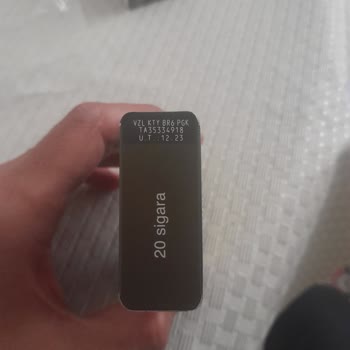 VZL KTY BR6 PGK
TA35334918
U.T 12.23
20 sigara